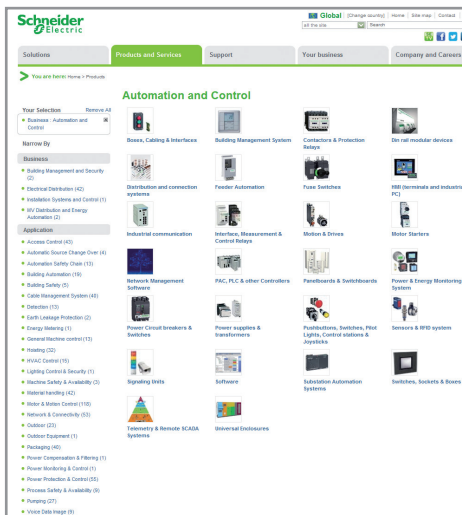 Schneider
Electric
Global [Change country] Home Site map Contact
all the site Search
Solutions
Products and Services
Support
Your business
Company and Careers
You are here: Home > Products
Automation and Control
Your Selection Remove All
Business : Automation and
Control
Narrow By
Business
Building Management and Security
(2)
Electrical Distribution (42)
Installation Systems and Control (1)
MV Distribution and Energy
Automation (2)
Application
Access Control (43)
Automatic Source Change Over (4)
Automation Safety Chain (13)
Building Automation (19)
Building Safety (5)
Cable Management System (40)
Detection (13)
Earth Leakage Protection (2)
Energy Metering (1)
General Machine control (13)
Hoisting (32)
HVAC Control (15)
Lighting Control & Security (1)
Machine Safety & Availability (3)
Material handling (42)
Motor & Motion Control (118)
Network & Connectivity (53)
Outdoor (23)
Outdoor Equipment (1)
Packaging (40)
Power Compensation & Filtering (1)
Power Monitoring & Control (1)
Power Protection & Control (55)
Process Safety & Availability (9)
Pumping (27)
Voice Data Image (9)
Boxes, Cabling & Interfaces
Building Management System
Contactors & Protection
Relays
Din rail modular devices
Distribution and connection
systems
Feeder Automation
Fuse Switches
HMI (terminals and industria
PC)
Industrial communication
Interface, Measurement &
Control Relays
Motion & Drives
Motor Starters
Network Management
Software
PAC, PLC & other Controllers
Panelboards & Switchboards
Power & Energy Monitoring
System
Power Circuit breakers &
Switches
Power supplies &
transformers
Pushbuttons, Switches, Pilot
Lights, Control stations &
Joysticks
Sensors & RFID system
Signaling Units
Software
Substation Automation
Systems
Switches, Sockets & Boxes
Telemetry & Remote SCADA
Systems
Universal Enclosures